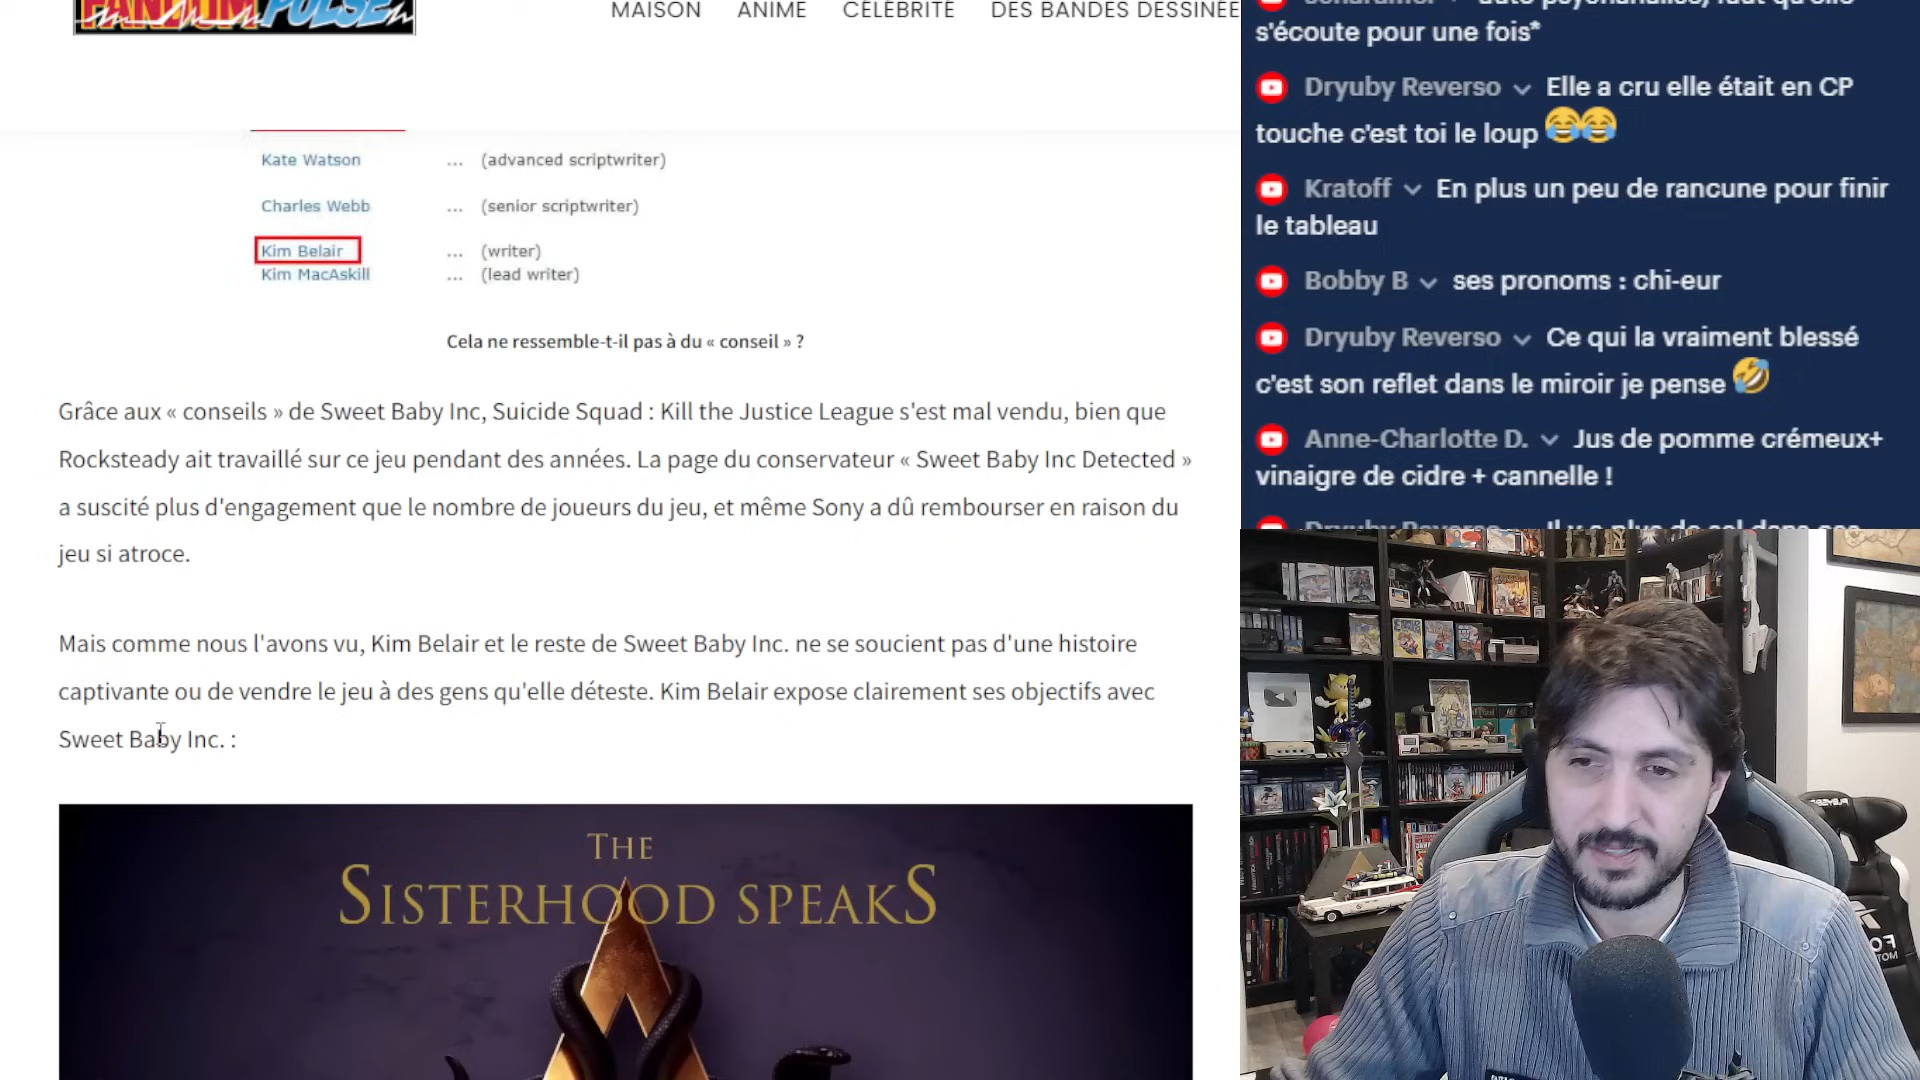 FANDOM PULSE
MAISON ANIME CÉLÉBRITÉ DES BANDES DESSINÉE
Kate Watson ... (advanced scriptwriter)
Charles Webb ... (senior scriptwriter)
Kim Belair ... (writer)
Kim MacAskill ... (lead writer)
Cela ne ressemble-t-il pas à du « conseil » ?
Grâce aux « conseils » de Sweet Baby Inc, Suicide Squad : Kill the Justice League s'est mal vendu, bien que
Rocksteady ait travaillé sur ce jeu pendant des années. La page du conservateur « Sweet Baby Inc Detected »
a suscité plus d'engagement que le nombre de joueurs du jeu, et même Sony a dû rembourser en raison du
jeu si atroce.
Mais comme nous l'avons vu, Kim Belair et le reste de Sweet Baby Inc. ne se soucient pas d'une histoire
captivante ou de vendre le jeu à des gens qu'elle déteste. Kim Belair expose clairement ses objectifs avec
Sweet Baby Inc. :
THE
SISTERHOOD SPEAKS
s'écoute pour une fois*
Dryuby Reverso Elle a cru elle était en CP
touche c'est toi le loup 😂😂
Kratoff En plus un peu de rancune pour finir
le tableau
Bobby B ses pronoms : chi-eur
Dryuby Reverso Ce qui la vraiment blessé
c'est son reflet dans le miroir je pense 🤣
Anne-Charlotte D. Jus de pomme crémeux+
vinaigre de cidre + cannelle !